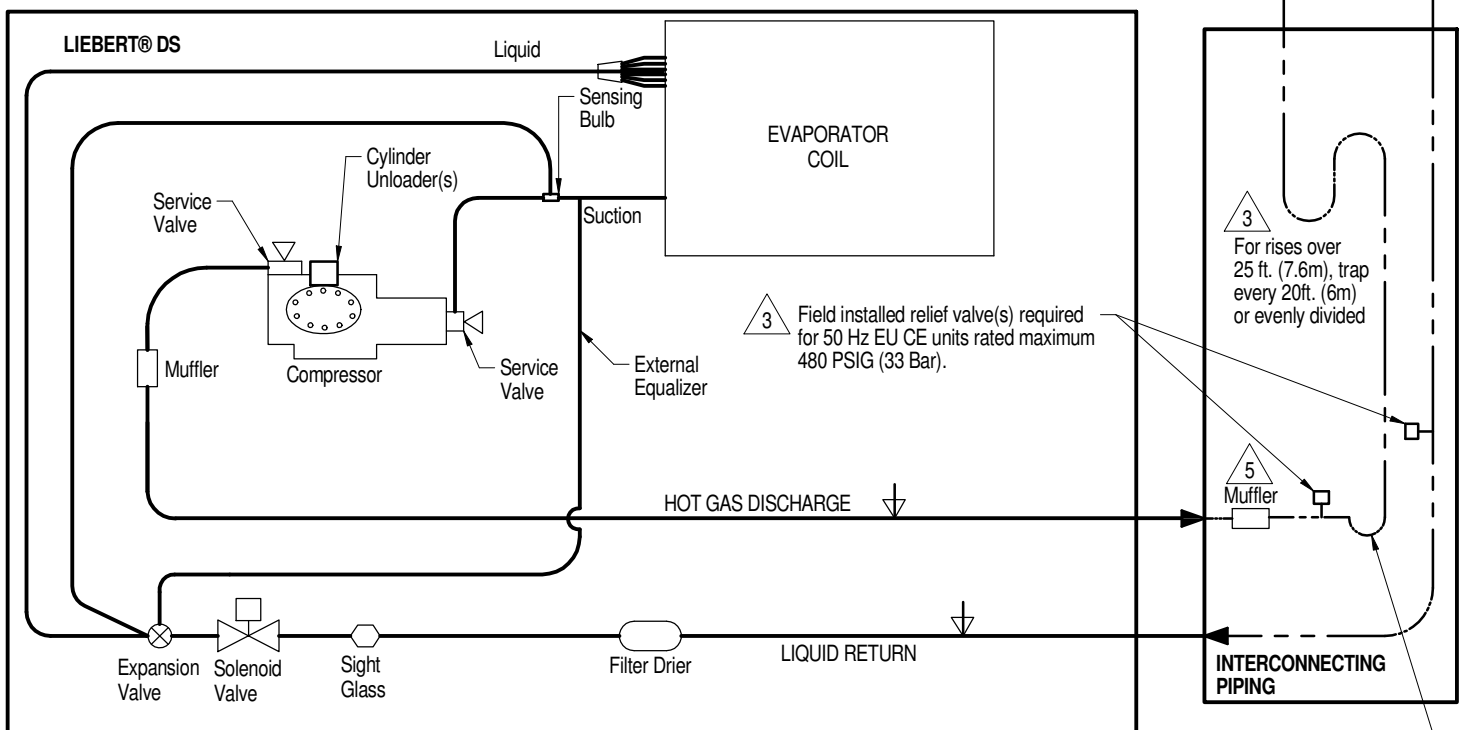 LIEBERT® DS
Liquid
Sensing
Bulb
EVAPORATOR
COIL
Cylinder
Unloader(s)
Service
Valve
Suction
3
For rises over
25 ft. (7.6m), trap
every 20ft. (6m)
or evenly divided
3
Field installed relief valve(s) required
for 50 Hz EU CE units rated maximum
480 PSIG (33 Bar).
Muffler
Compressor
Service
Valve
External
Equalizer
5
Muffler
HOT GAS DISCHARGE
Expansion
Valve
Solenoid
Valve
Sight
Glass
Filter Drier
LIQUID RETURN
INTERCONNECTING
PIPING